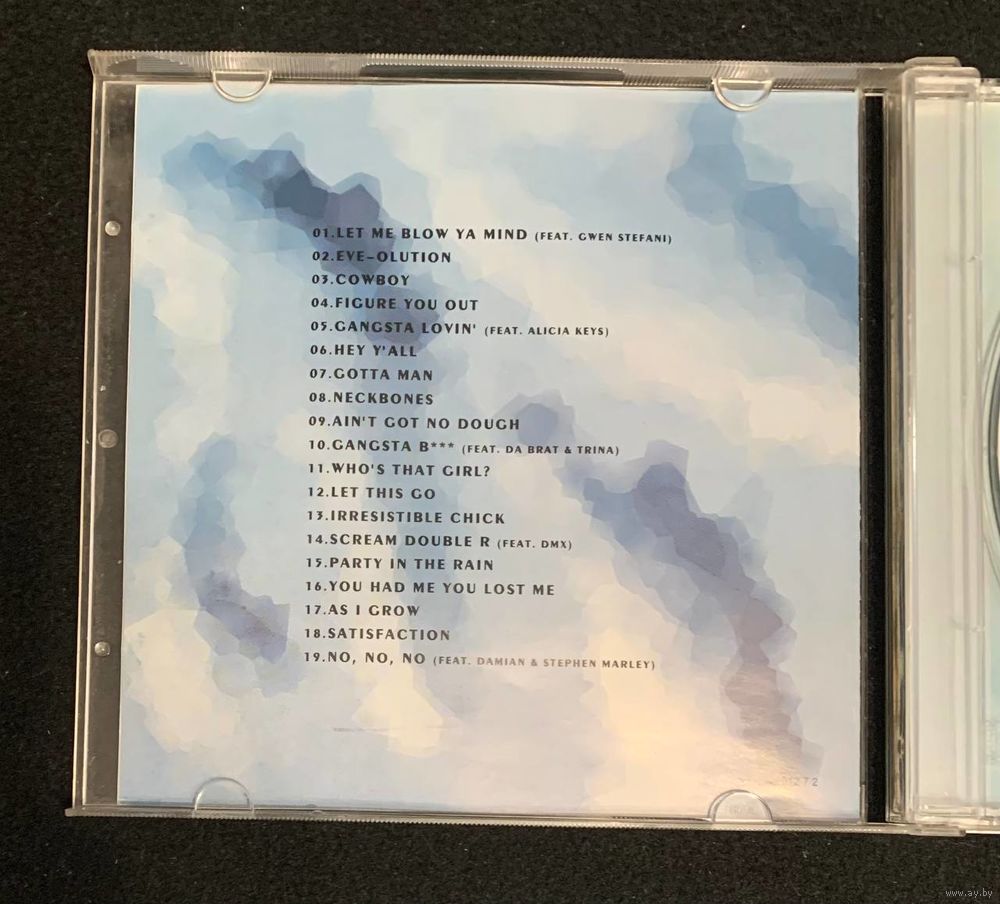 01.LET ME BLOW YA MIND (FEAT. GWEN STEFANI)
02.EVE-OLUTION
03.COWBOY
04.FIGURE YOU OUT
05.GANGSTA LOVIN' (FEAT. ALICIA KEYS)
06.HEY Y'ALL
07.GOTTA MAN
08.NECKBONES
09.AIN'T GOT NO DOUGH
10.GANGSTA B*** (FEAT. DA BRAT & TRINA)
11.WHO'S THAT GIRL?
12.LET THIS GO
13.IRRESISTIBLE CHICK
14.SCREAM DOUBLE R (FEAT. DMX)
15.PARTY IN THE RAIN
16.YOU HAD ME YOU LOST ME
17.AS I GROW
18.SATISFACTION
19.NO, NO, NO (FEAT. DAMIAN & STEPHEN MARLEY)
www.ay.by